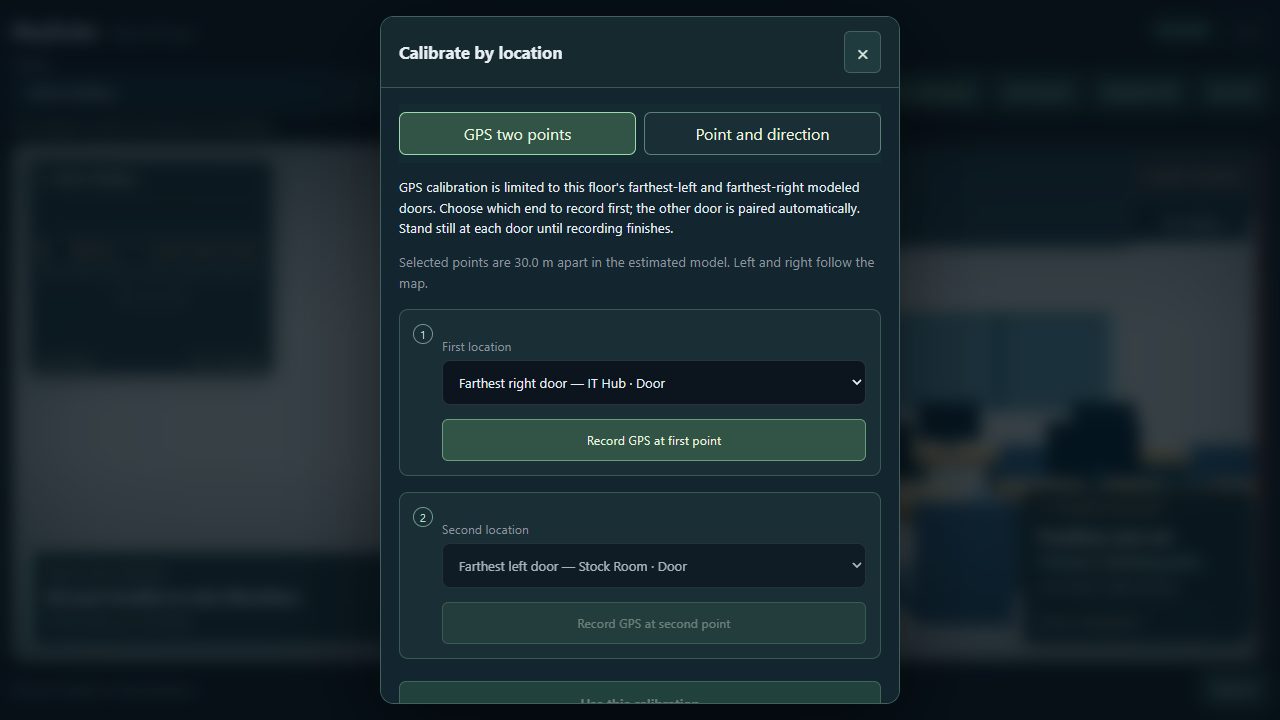 Calibrate by location
×
GPS two points
Point and direction
GPS calibration is limited to this floor's farthest-left and farthest-right modeled
doors. Choose which end to record first; the other door is paired automatically.
Stand still at each door until recording finishes.
Selected points are 30.0 m apart in the estimated model. Left and right follow the
map.
1
First location
Farthest right door — IT Hub · Door
Record GPS at first point
2
Second location
Farthest left door — Stock Room · Door
Record GPS at second point
Use this calibration